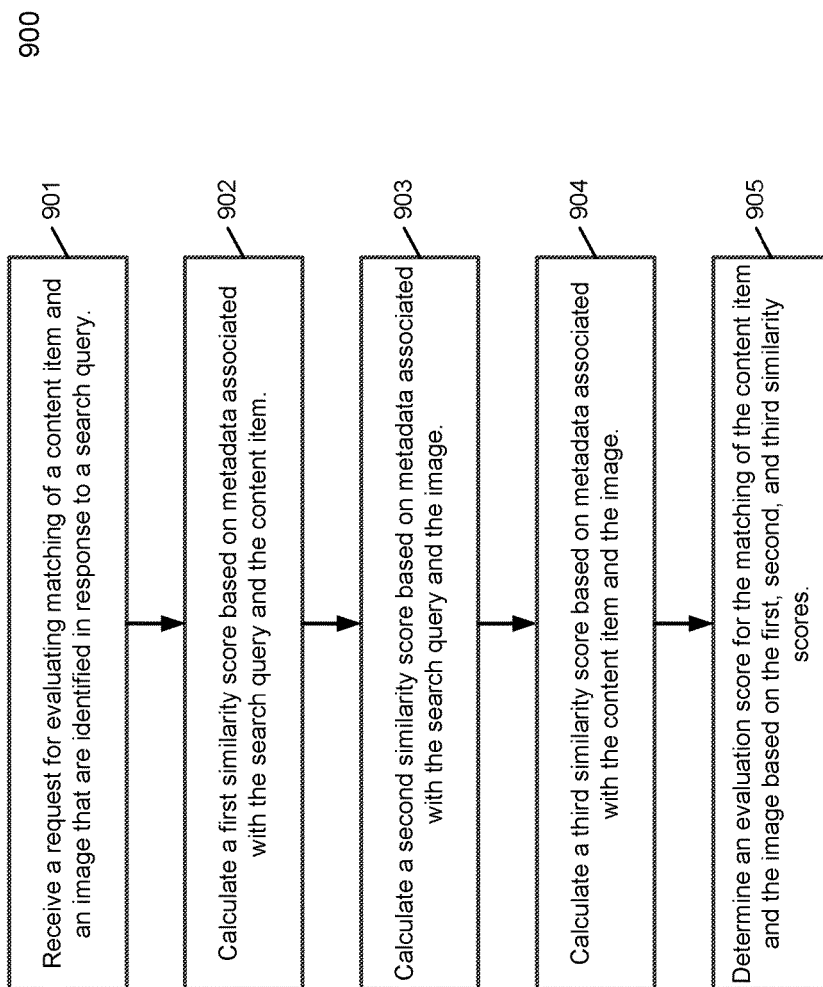 900
901
Receive a request for evaluating matching of a content item and
an image that are identified in response to a search query.
902
Calculate a first similarity score based on metadata associated
with the search query and the content item.
903
Calculate a second similarity score based on metadata associated
with the search query and the image.
904
Calculate a third similarity score based on metadata associated
with the content item and the image.
905
Determine an evaluation score for the matching of the content item
and the image based on the first, second, and third similarity
scores.